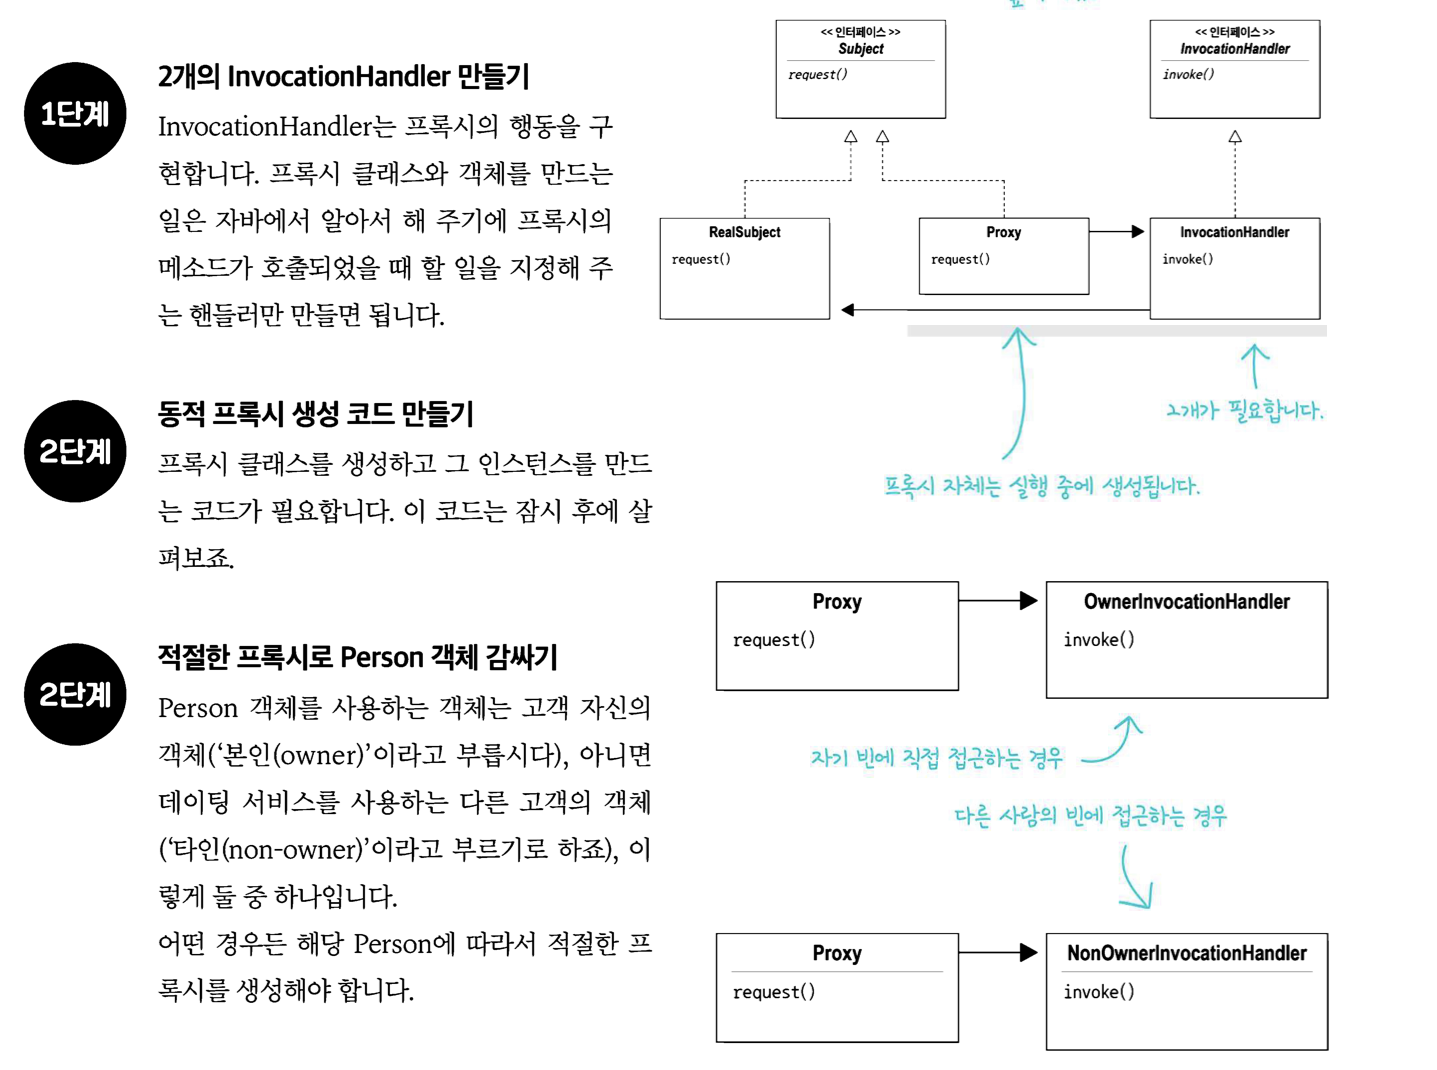 1단계
2개의 InvocationHandler 만들기
InvocationHandler는 프록시의 행동을 구
현합니다. 프록시 클래스와 객체를 만드는
일은 자바에서 알아서 해 주기에 프록시의
메소드가 호출되었을 때 할 일을 지정해 주
는 핸들러만 만들면 됩니다.
<< 인터페이스 >>
Subject
request()
<< 인터페이스 >>
InvocationHandler
invoke()
RealSubject
request()
Proxy
request()
InvocationHandler
invoke()
2개가 필요합니다.
프록시 자체는 실행 중에 생성됩니다.
2단계
동적 프록시 생성 코드 만들기
프록시 클래스를 생성하고 그 인스턴스를 만드
는 코드가 필요합니다. 이 코드는 잠시 후에 살
펴보죠.
2단계
적절한 프록시로 Person 객체 감싸기
Person 객체를 사용하는 객체는 고객 자신의
객체(‘본인(owner)’이라고 부릅시다), 아니면
데이팅 서비스를 사용하는 다른 고객의 객체
(‘타인(non-owner)’이라고 부르기로 하죠), 이
렇게 둘 중 하나입니다.
어떤 경우든 해당 Person에 따라서 적절한 프
록시를 생성해야 합니다.
Proxy
request()
OwnerInvocationHandler
invoke()
자기 빈에 직접 접근하는 경우
다른 사람의 빈에 접근하는 경우
Proxy
request()
NonOwnerInvocationHandler
invoke()